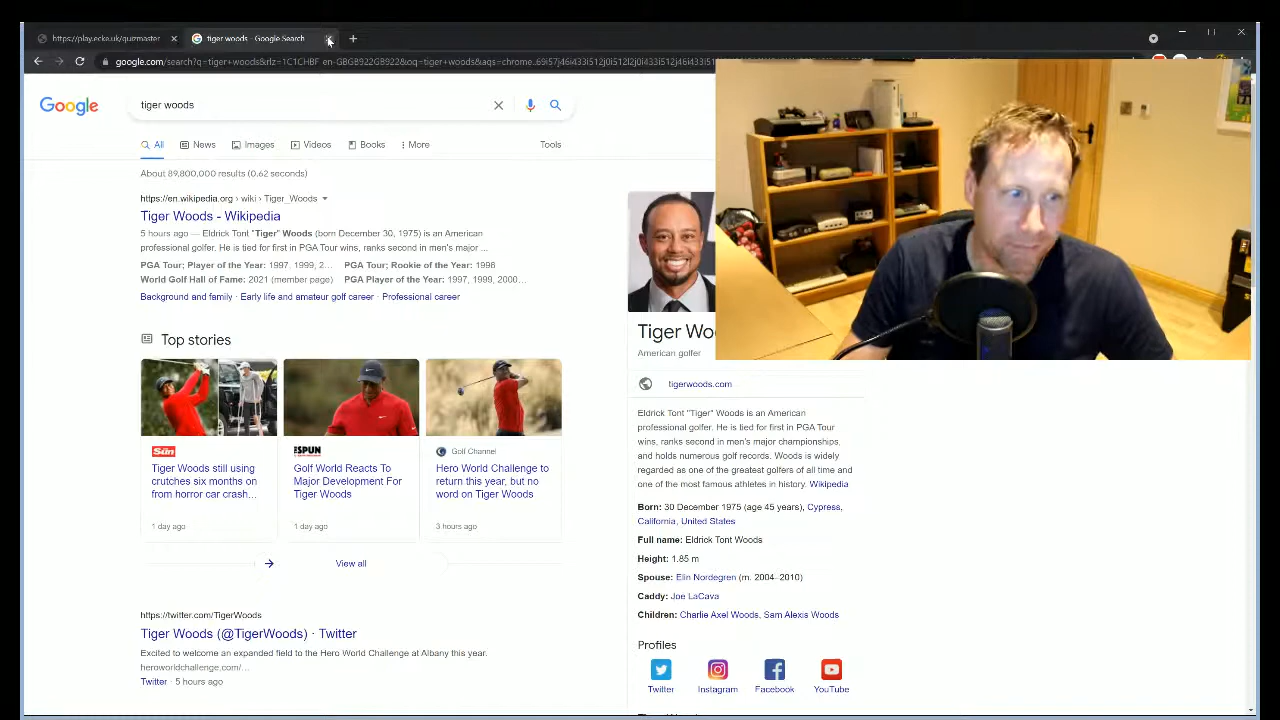 https://play.ecke.uk/quizmaster
tiger woods - Google Search
Google
tiger woods
All
News
Images
Videos
Books
More
Tools
About 89,800,000 results (0.62 seconds)
https://en.wikipedia.org › wiki › Tiger_Woods
Tiger Woods - Wikipedia
5 hours ago — Eldrick Tont "Tiger" Woods (born December 30, 1975) is an American
professional golfer. He is tied for first in PGA Tour wins, ranks second in men's major ...
PGA Tour; Player of the Year: 1997, 1999, 2...
PGA Tour; Rookie of the Year: 1996
World Golf Hall of Fame: 2021 (member page)
PGA Player of the Year: 1997, 1999, 2000...
Background and family · Early life and amateur golf career · Professional career
Top stories
Sun
Tiger Woods still using
crutches six months on
from horror car crash...
1 day ago
SPUN
Golf World Reacts To
Major Development For
Tiger Woods
1 day ago
Golf Channel
Hero World Challenge to
return this year, but no
word on Tiger Woods
3 hours ago
View all
https://twitter.com/TigerWoods
Tiger Woods (@TigerWoods) · Twitter
Excited to welcome an expanded field to the Hero World Challenge at Albany this year.
heroworldchallenge.com/...
Twitter · 5 hours ago
Tiger Wo
American golfer
tigerwoods.com
Eldrick Tont "Tiger" Woods is an American
professional golfer. He is tied for first in PGA Tour
wins, ranks second in men's major championships,
and holds numerous golf records. Woods is widely
regarded as one of the greatest golfers of all time and
one of the most famous athletes in history. Wikipedia
Born: 30 December 1975 (age 45 years), Cypress,
California, United States
Full name: Eldrick Tont Woods
Height: 1.85 m
Spouse: Elin Nordegren (m. 2004–2010)
Caddy: Joe LaCava
Children: Charlie Axel Woods, Sam Alexis Woods
Profiles
Twitter
Instagram
Facebook
YouTube